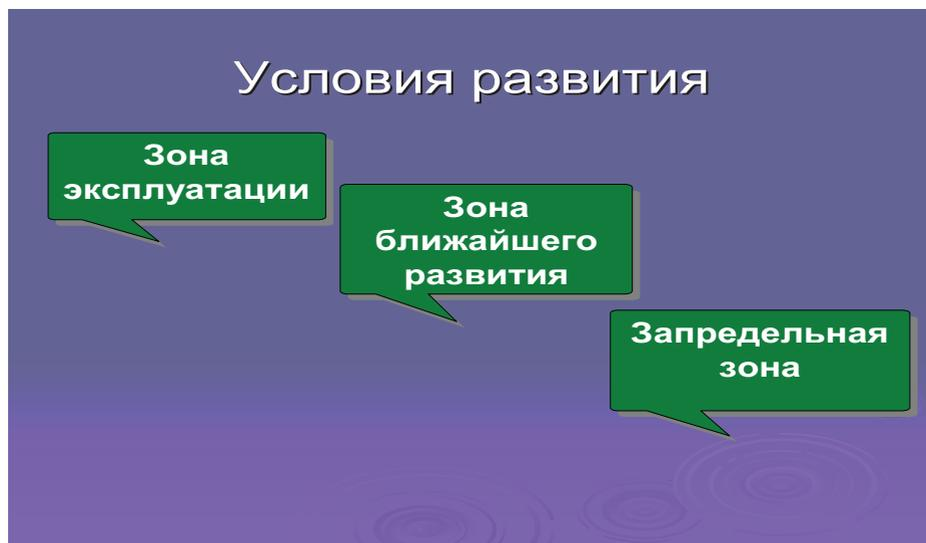 Условия развития
Зона
эксплуатации
Зона
ближайшего
развития
Запредельная
зона